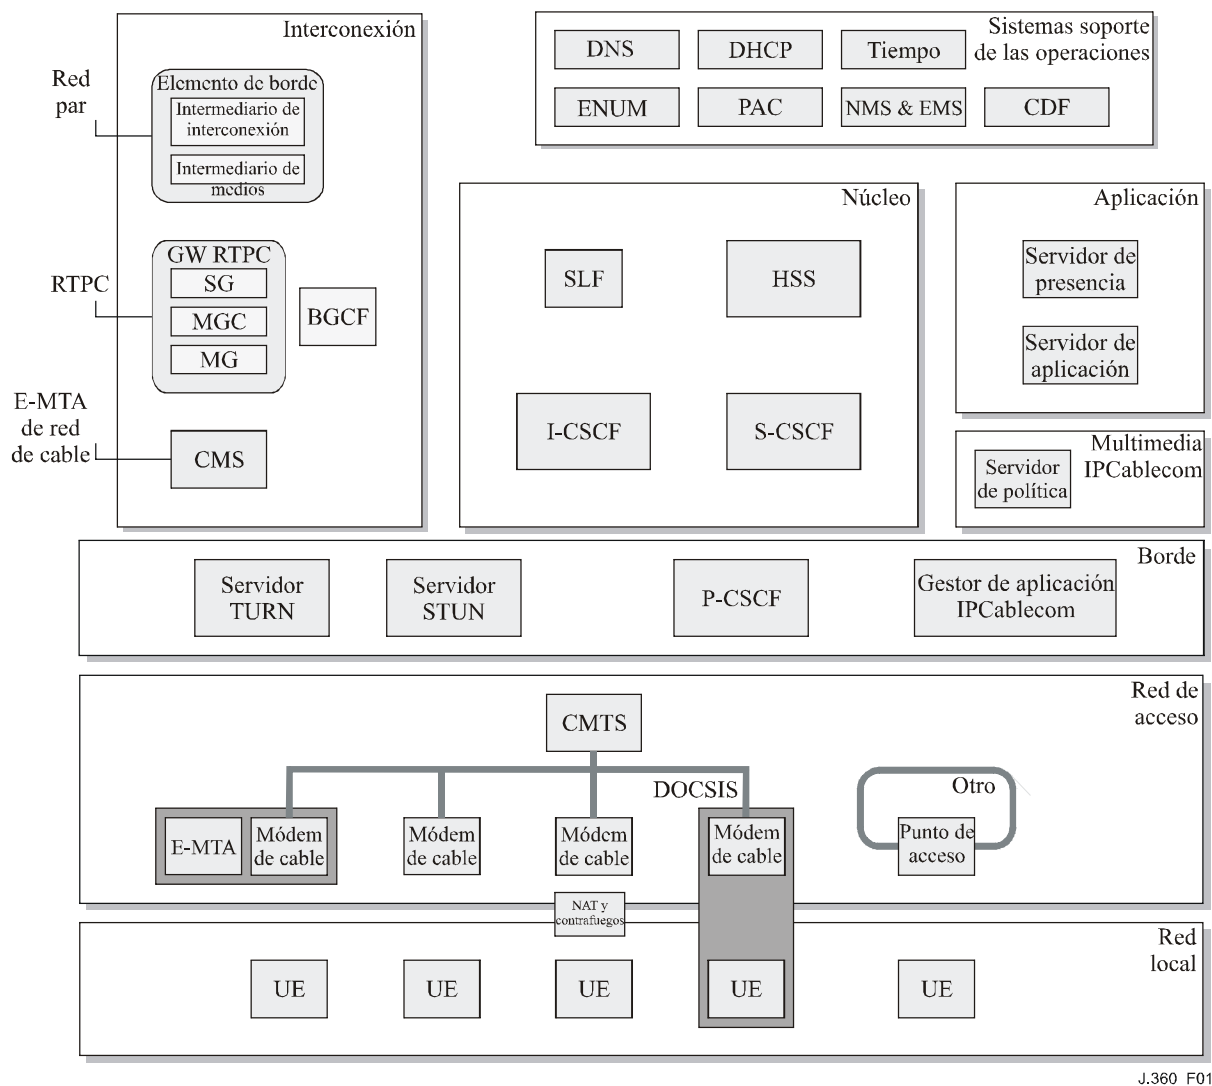 Interconexión
Red
par
Elemento de borde
Intermediario de
interconexión
Intermediario de
medios
RTPC
GW RTPC
SG
MGC
MG
BGCF
E-MTA
de red
de cable
CMS
Sistemas soporte
de las operaciones
DNS
DHCP
Tiempo
ENUM
PAC
NMS & EMS
CDF
Núcleo
SLF
HSS
I-CSCF
S-CSCF
Aplicación
Servidor de
presencia
Servidor de
aplicación
Multimedia
IPCablecom
Servidor
de política
Borde
Servidor
TURN
Servidor
STUN
P-CSCF
Gestor de aplicación
IPCablecom
Red de
acceso
CMTS
DOCSIS
Otro
E-MTA
Módem
de cable
Módem
de cable
Módem
de cable
Módem
de cable
Punto de
acceso
NAT y
contrafuegos
Red
local
UE
UE
UE
UE
UE
J.360_F01